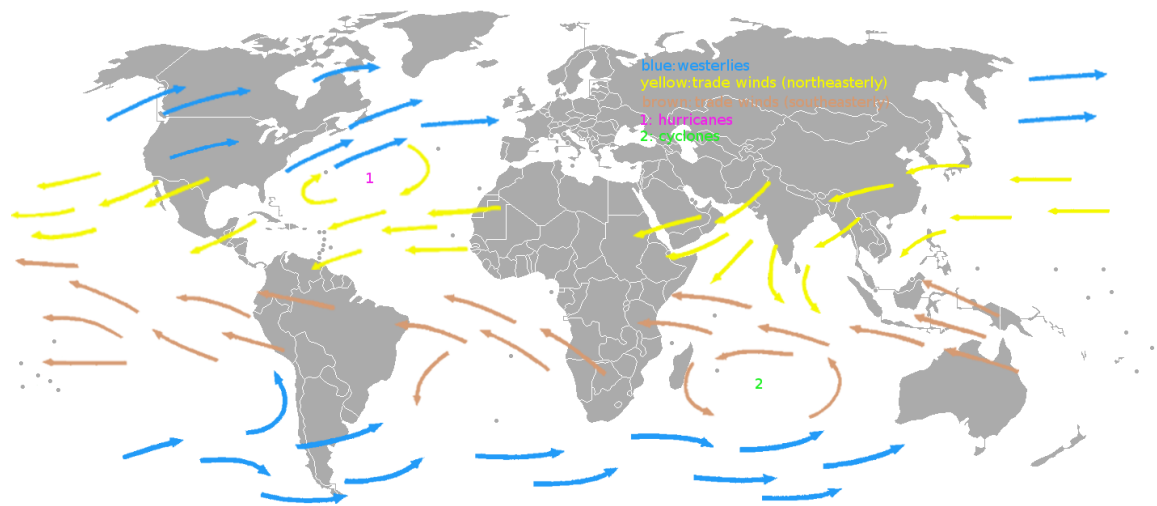 blue:westerlies
yellow:trade winds (northeasterly)
brown:trade winds (southeasterly)
1: hurricanes
2: cyclones
1
2